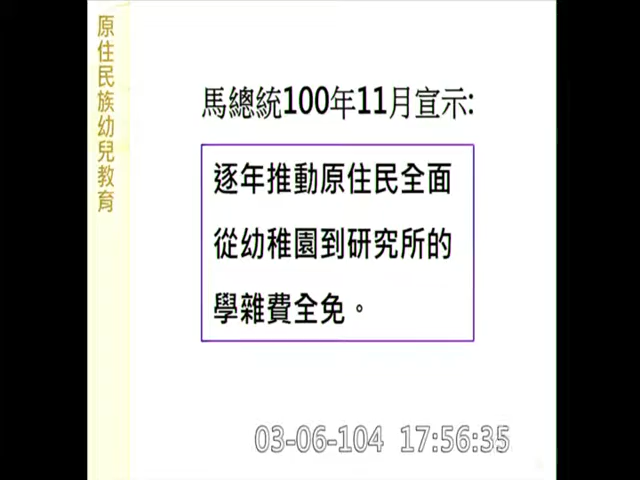 原住民族幼兒教育
馬總統100年11月宣示:
逐年推動原住民全面
從幼稚園到研究所的
學雜費全免。
03-06-104 17:56:35